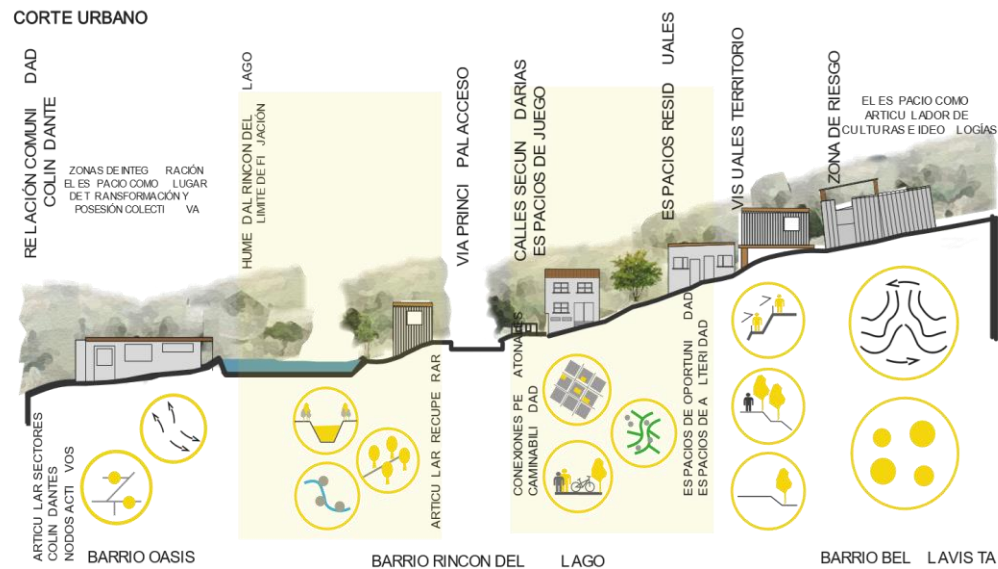 CORTE URBANO
RELACIÓN COMUNI DAD
COLIN DANTE
ZONAS DE INTEG RACIÓN
EL ES PACIO COMO LUGAR
DE T RANSFORMACIÓN Y
POSESIÓN COLECTI VA
HUME DAL RINCON DEL LAGO
LIMITE DE FI JACIÓN
VIA PRINCI PAL ACCESO
CALLES SECUN DARIAS
ES PACIOS DE JUEGO
ES PACIOS RESID UALES
VIS UALES TERRITORIO
ZONA DE RIESGO
EL ES PACIO COMO
ARTICU LADOR DE
CULTURAS E IDEO LOGÍAS
ARTICU LAR SECTORES
COLIN DANTES
NODOS ACTI VOS
ARTICU LAR RECUPE RAR
CONEXIONES PE ATONALES
CAMINABILI DAD
ES PACIOS DE OPORTUNI DAD
ES PACIOS DE A LTERI DAD
BARRIO OASIS
BARRIO RINCON DEL LAGO
BARRIO BEL LAVIS TA